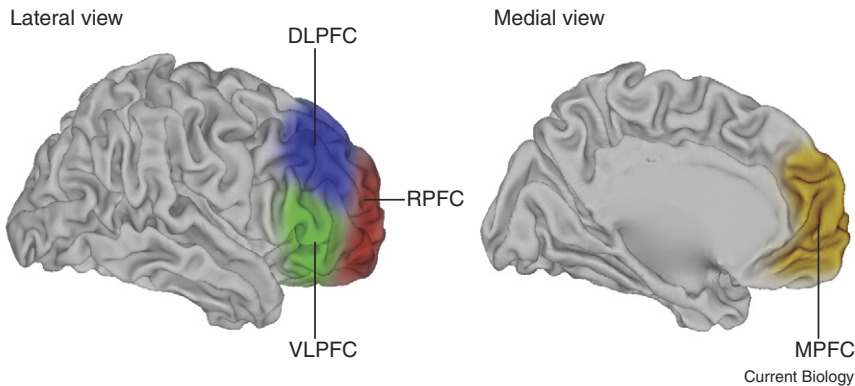 Lateral view
Medial view
DLPFC
RPFC
VLPFC
MPFC
Current Biology